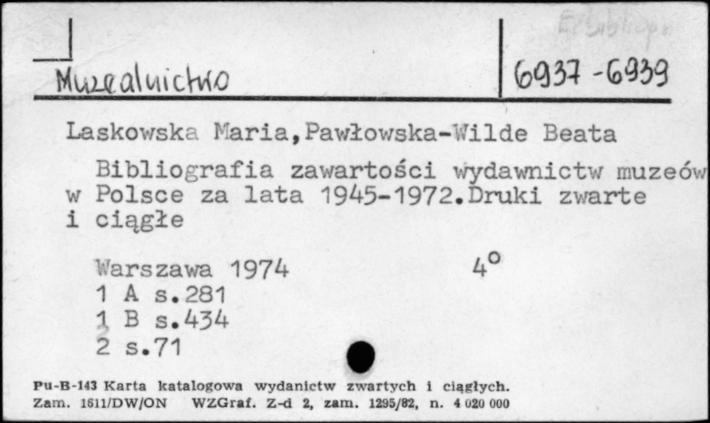 Muzealnictwo
6937-6939
Laskowska Maria,Pawłowska-Wilde Beata
Bibliografia zawartości wydawnictw muzeów
w Polsce za lata 1945-1972.Druki zwarte
i ciągłe
Warszawa 1974 4°
1 A s.281
1 B s.434
2 s.71
Pu-B-143 Karta katalogowa wydanictw zwartych i ciągłych.
Zam. 1611/DW/ON WZGraf. Z-d 2, zam. 1295/82, n. 4 020 000